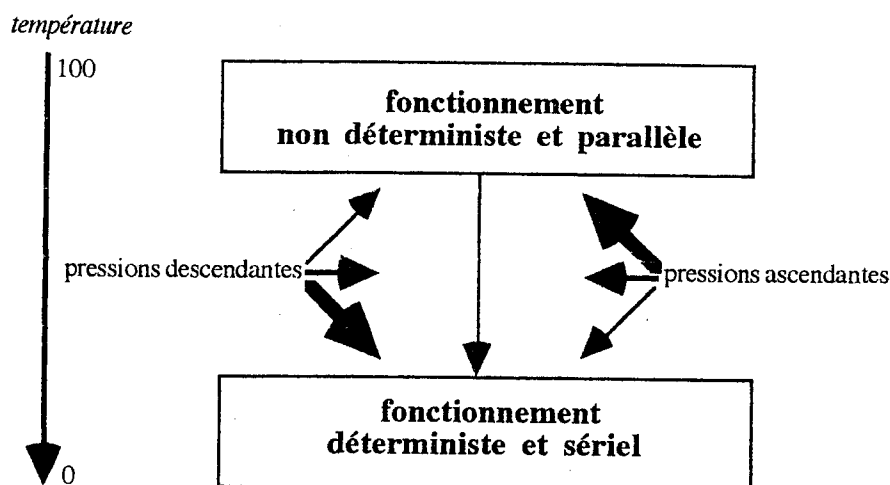 température
100
fonctionnement
non déterministe et parallèle
pressions descendantes
pressions ascendantes
fonctionnement
déterministe et sériel
0